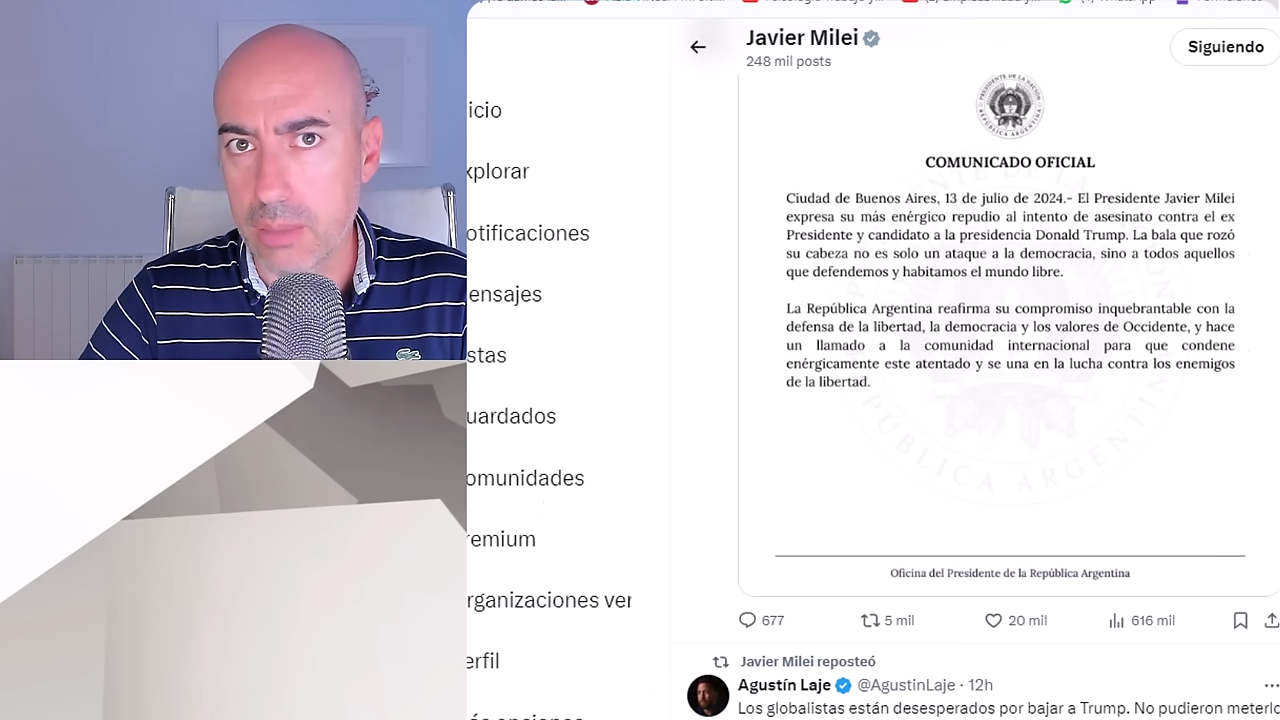 Javier Milei
248 mil posts
Siguiendo
icio
xplorar
otificaciones
ensajes
stas
uardados
omunidades
remium
rganizaciones ver
erfil
PRESIDENTE DE LA NACIÓN
REPÚBLICA ARGENTINA
COMUNICADO OFICIAL
Ciudad de Buenos Aires, 13 de julio de 2024.- El Presidente Javier Milei
expresa su más enérgico repudio al intento de asesinato contra el ex
Presidente y candidato a la presidencia Donald Trump. La bala que rozó
su cabeza no es solo un ataque a la democracia, sino a todos aquellos
que defendemos y habitamos el mundo libre.
La República Argentina reafirma su compromiso inquebrantable con la
defensa de la libertad, la democracia y los valores de Occidente, y hace
un llamado a la comunidad internacional para que condene
enérgicamente este atentado y se una en la lucha contra los enemigos
de la libertad.
Oficina del Presidente de la República Argentina
677
5 mil
20 mil
616 mil
Javier Milei reposteó
Agustín Laje @AgustinLaje · 12h
Los globalistas están desesperados por bajar a Trump. No pudieron meterlo